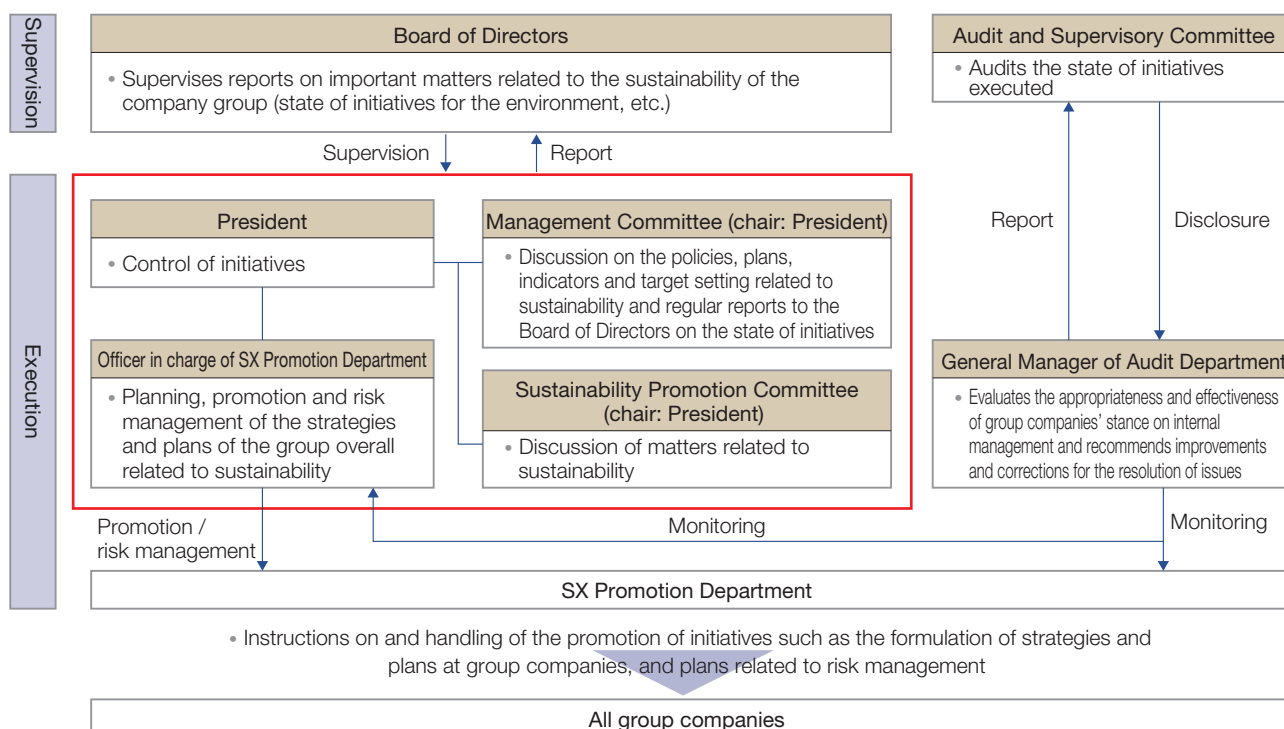 Supervision
Board of Directors
• Supervises reports on important matters related to the sustainability of the
company group (state of initiatives for the environment, etc.)
Audit and Supervisory Committee
• Audits the state of initiatives
executed
Supervision
Report
Execution
President
• Control of initiatives
Management Committee (chair: President)
• Discussion on the policies, plans,
indicators and target setting related to
sustainability and regular reports to the
Board of Directors on the state of initiatives
Report
Disclosure
Officer in charge of SX Promotion Department
• Planning, promotion and risk
management of the strategies
and plans of the group overall
related to sustainability
Sustainability Promotion Committee
(chair: President)
• Discussion of matters related to
sustainability
General Manager of Audit Department
• Evaluates the appropriateness and effectiveness
of group companies’ stance on internal
management and recommends improvements
and corrections for the resolution of issues
Promotion /
risk management
Monitoring
Monitoring
SX Promotion Department
• Instructions on and handling of the promotion of initiatives such as the formulation of strategies and
plans at group companies, and plans related to risk management
All group companies